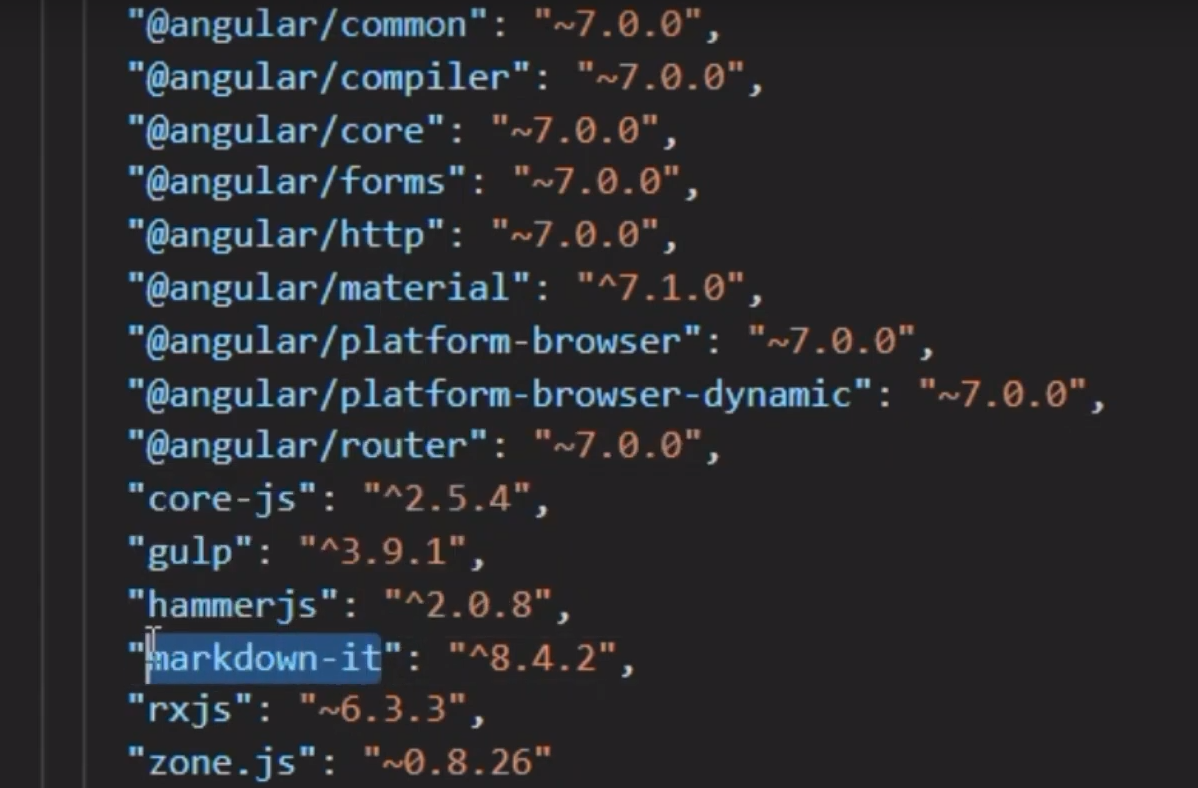 "@angular/common": "~7.0.0",
"@angular/compiler": "~7.0.0",
"@angular/core": "~7.0.0",
"@angular/forms": "~7.0.0",
"@angular/http": "~7.0.0",
"@angular/material": "^7.1.0",
"@angular/platform-browser": "~7.0.0",
"@angular/platform-browser-dynamic": "~7.0.0",
"@angular/router": "~7.0.0",
"core-js": "^2.5.4",
"gulp": "^3.9.1",
"hammerjs": "^2.0.8",
"markdown-it": "^8.4.2",
"rxjs": "~6.3.3",
"zone.js": "~0.8.26"